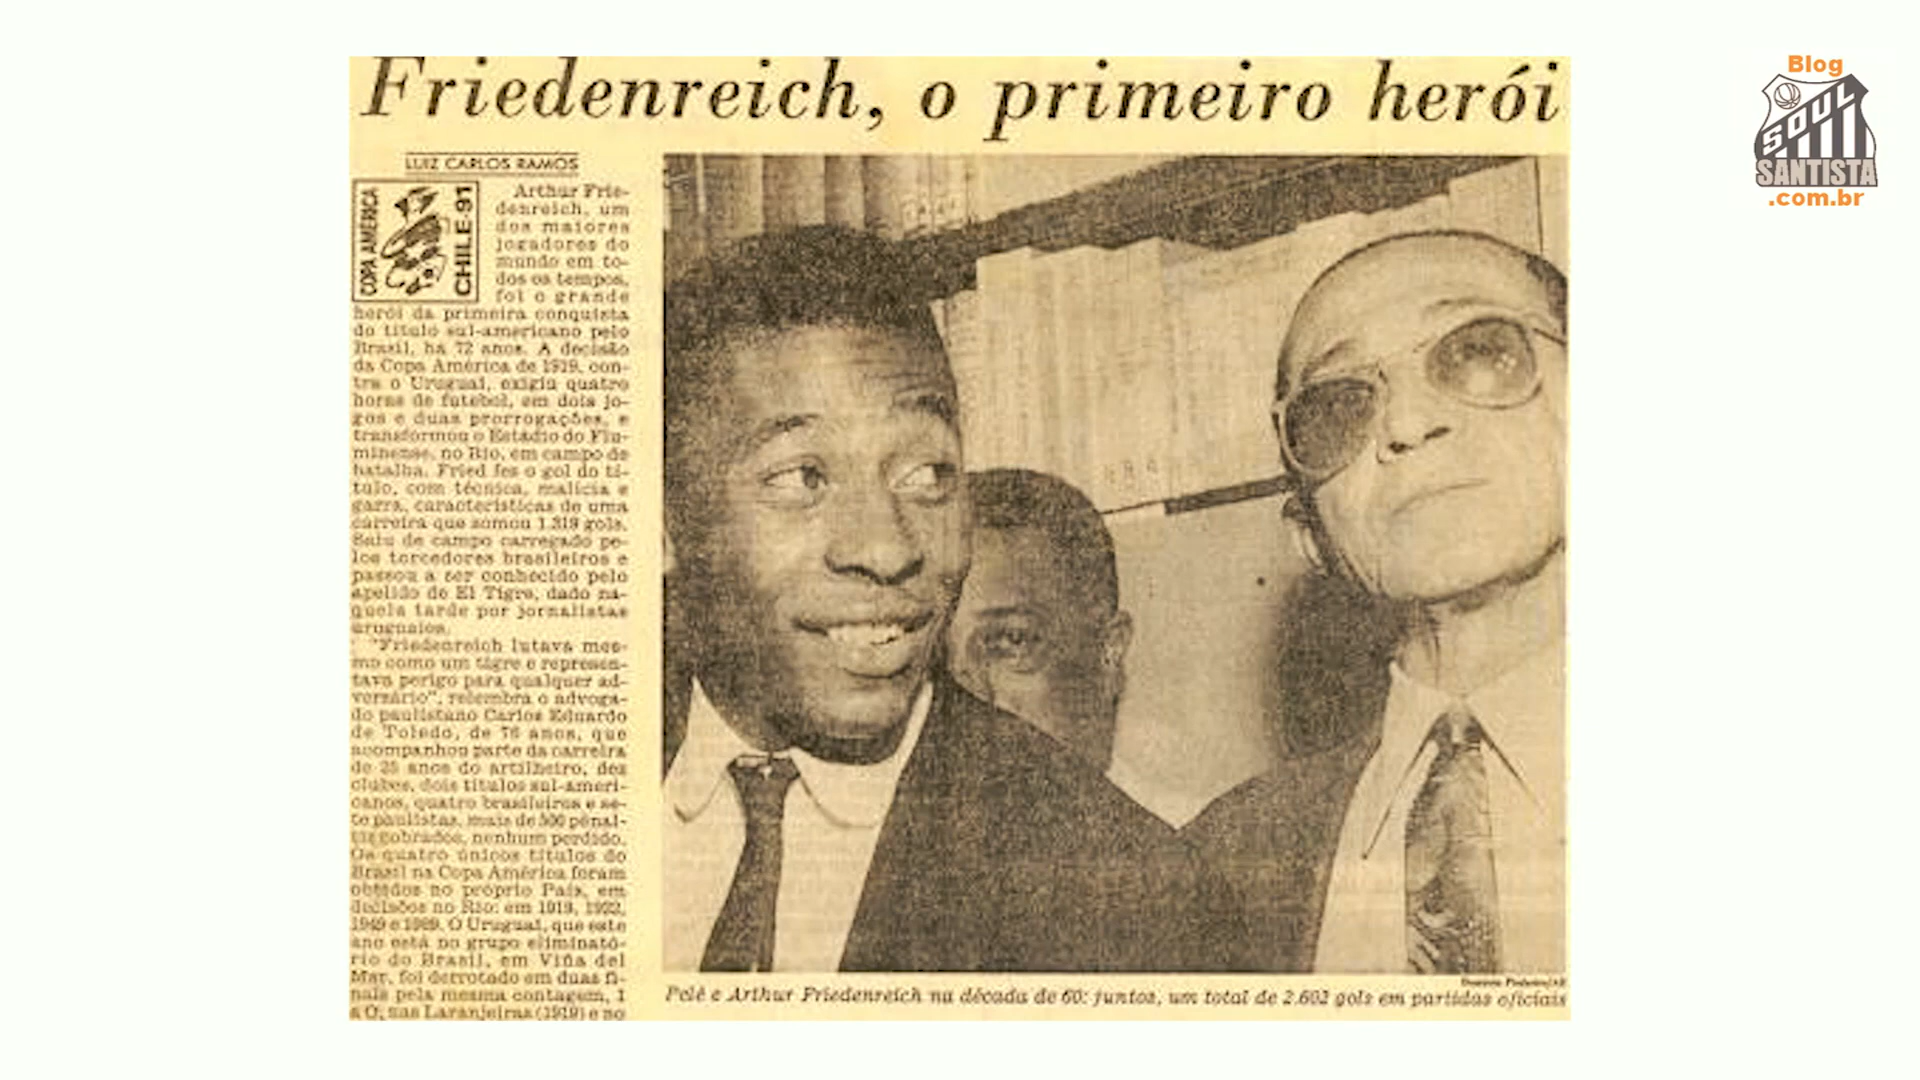 Friedenreich, o primeiro herói
LUIZ CARLOS RAMOS
COPA AMÉRICA
CHILE-91
Arthur Frie-
denreich, um
dos maiores
jogadores do
mundo em to-
dos os tempos,
foi o grande
herói da primeira conquista
do título sul-americano pelo
Brasil, há 72 anos. A decisão
da Copa América de 1919, con-
tra o Uruguai, exigiu quatro
horas de futebol, em dois jo-
gos e duas prorrogações, e
transformou o Estádio do Flu-
minense, no Rio, em campo de
batalha. Fried fez o gol do tí-
tulo, com técnica, malícia e
garra, características de uma
carreira que somou 1.319 gols.
Saiu de campo carregado pe-
los torcedores brasileiros e
passou a ser conhecido pelo
apelido de El Tigre, dado na-
quela tarde por jornalistas
uruguaios.
"Friedenreich lutava mes-
mo como um tigre e represen-
tava perigo para qualquer ad-
versário", relembra o advoga-
do paulistano Carlos Eduardo
de Toledo, de 76 anos, que
acompanhou parte da carreira
de 25 anos do artilheiro, dez
clubes, dois títulos sul-ameri-
canos, quatro brasileiros e se-
te paulistas, mais de 500 pênal-
tis cobrados, nenhum perdido.
Os quatro únicos títulos do
Brasil na Copa América foram
obtidos no próprio País, em
decisões no Rio: em 1919, 1922,
1949 e 1989. O Uruguai, que este
ano está no grupo eliminató-
rio do Brasil, em Viña del
Mar, foi derrotado em duas fi-
nais pela mesma contagem, 1
a 0, nas Laranjeiras (1919) e no
Pelé e Arthur Friedenreich na década de 60: juntos, um total de 2.602 gols em partidas oficiais
Blog
SOUL
SANTISTA
.com.br